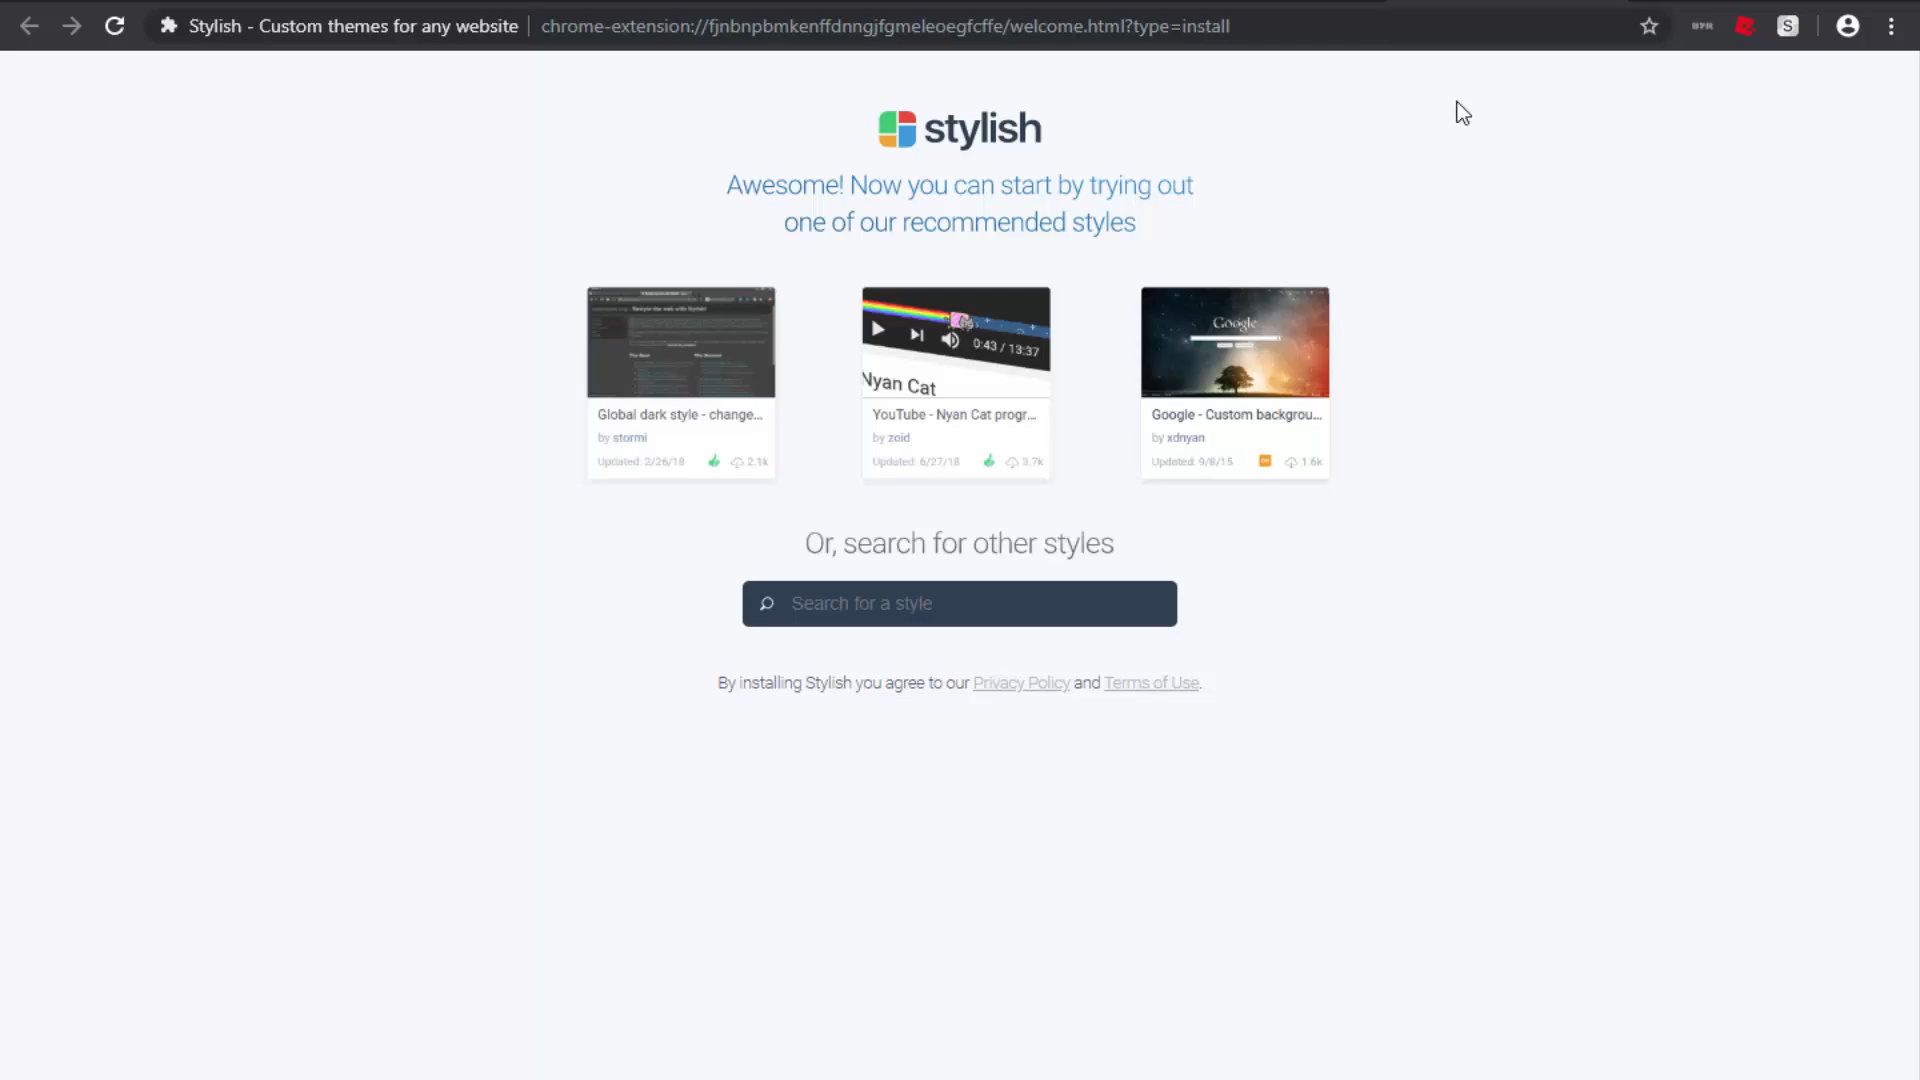 Stylish - Custom themes for any website
chrome-extension://fjnbnpbmkenffdnngjfgmeleoegfcffe/welcome.html?type=install
S
stylish
Awesome! Now you can start by trying out
one of our recommended styles
0:43 / 13:37
Nyan Cat
Google
Global dark style - change...
by stormi
Updated: 2/26/18 2.1k
YouTube - Nyan Cat progr...
by zoid
Updated: 6/27/18 3.7k
Google - Custom backgrou...
by xdnyan
Updated: 9/8/15 1.6k
Or, search for other styles
Search for a style
By installing Stylish you agree to our Privacy Policy and Terms of Use.